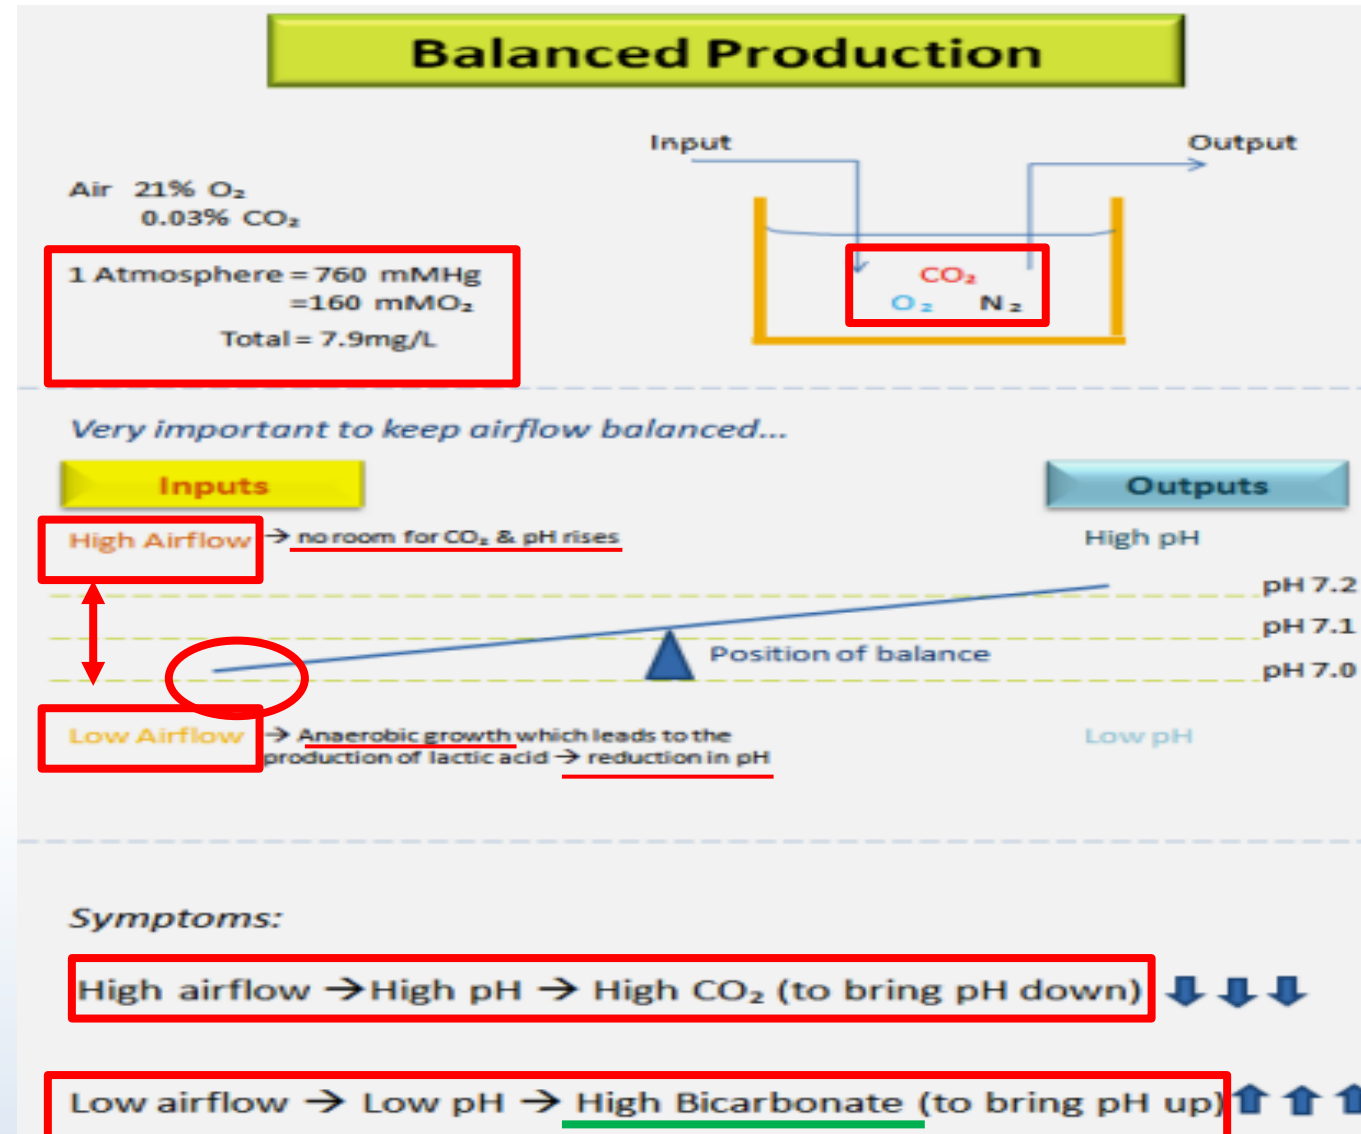 Balanced Production
Input
Output
Air 21% O₂
0.03% CO₂
1 Atmosphere = 760 mMHg
=160 mMO₂
Total = 7.9mg/L
CO₂
O₂ N₂
Very important to keep airflow balanced...
Inputs
Outputs
High Airflow → no room for CO₂ & pH rises
High pH
pH 7.2
pH 7.1
Position of balance
pH 7.0
Low Airflow → Anaerobic growth which leads to the
production of lactic acid → reduction in pH
Low pH
Symptoms:
High airflow → High pH → High CO₂ (to bring pH down)
Low airflow → Low pH → High Bicarbonate (to bring pH up)